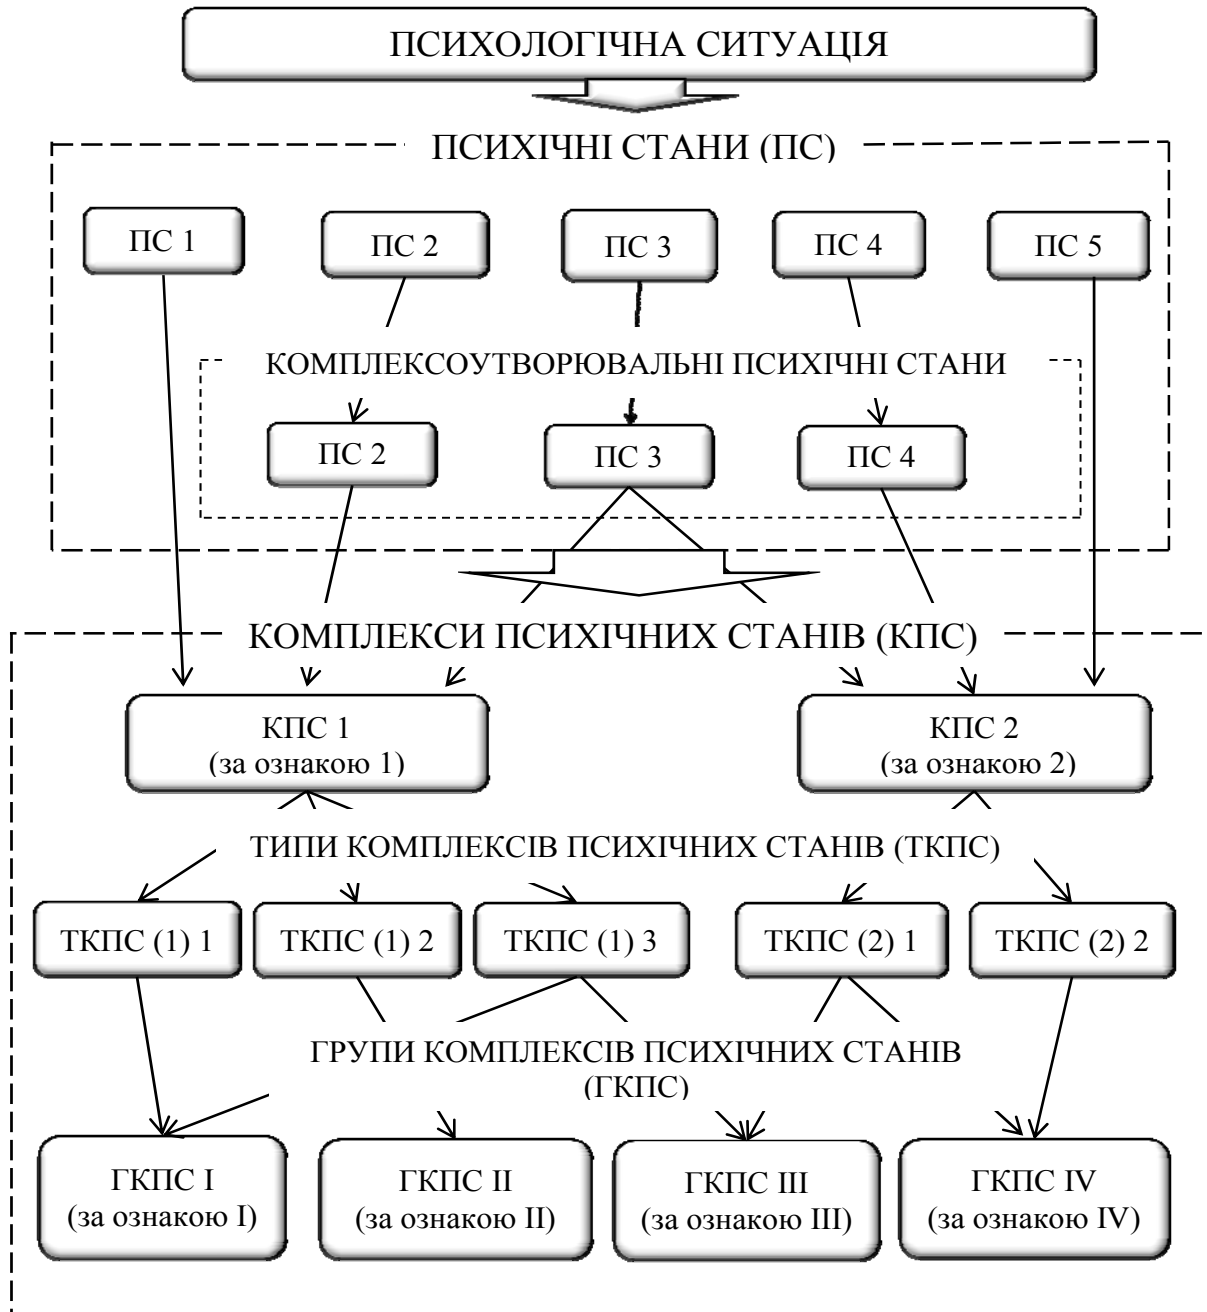 ПСИХОЛОГІЧНА СИТУАЦІЯ
ПСИХІЧНІ СТАНИ (ПС)
ПС 1
ПС 2
ПС 3
ПС 4
ПС 5
КОМПЛЕКСОУТВОРЮВАЛЬНІ ПСИХІЧНІ СТАНИ
ПС 2
ПС 3
ПС 4
КОМПЛЕКСИ ПСИХІЧНИХ СТАНІВ (КПС)
КПС 1
(за ознакою 1)
КПС 2
(за ознакою 2)
ТИПИ КОМПЛЕКСІВ ПСИХІЧНИХ СТАНІВ (ТКПС)
ТКПС (1) 1
ТКПС (1) 2
ТКПС (1) 3
ТКПС (2) 1
ТКПС (2) 2
ГРУПИ КОМПЛЕКСІВ ПСИХІЧНИХ СТАНІВ
(ГКПС)
ГКПС I
(за ознакою I)
ГКПС II
(за ознакою II)
ГКПС III
(за ознакою III)
ГКПС IV
(за ознакою IV)